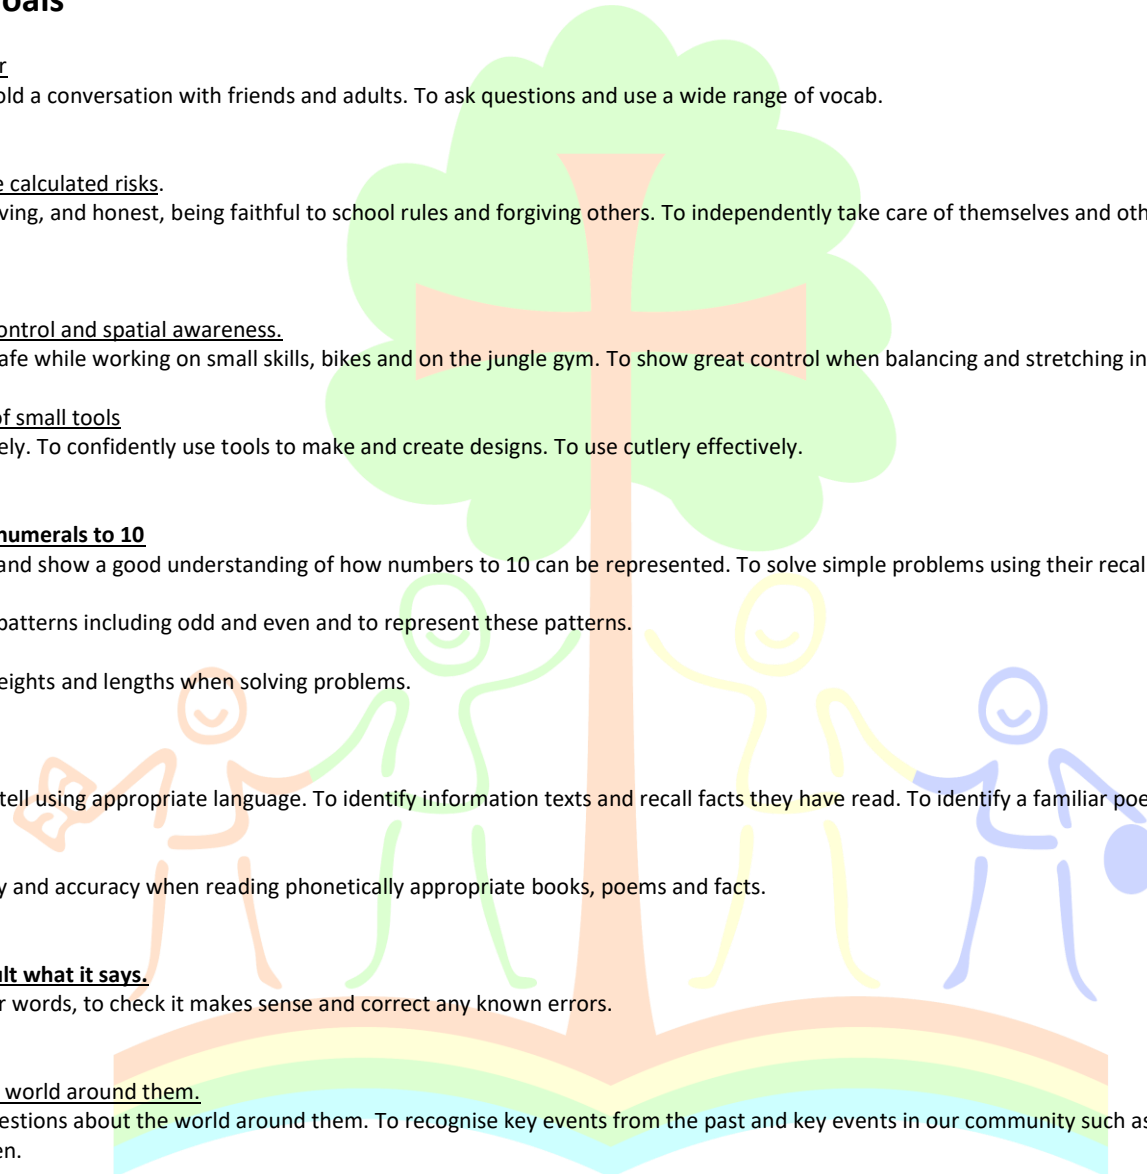 oals
r
old a conversation with friends and adults. To ask questions and use a wide range of vocab.
e calculated risks.
ving, and honest, being faithful to school rules and forgiving others. To independently take care of themselves and oth
ontrol and spatial awareness.
afe while working on small skills, bikes and on the jungle gym. To show great control when balancing and stretching in
of small tools
ely. To confidently use tools to make and create designs. To use cutlery effectively.
numerals to 10
and show a good understanding of how numbers to 10 can be represented. To solve simple problems using their recal
patterns including odd and even and to represent these patterns.
eights and lengths when solving problems.
tell using appropriate language. To identify information texts and recall facts they have read. To identify a familiar poe
y and accuracy when reading phonetically appropriate books, poems and facts.
ult what it says.
r words, to check it makes sense and correct any known errors.
world around them.
estions about the world around them. To recognise key events from the past and key events in our community such as
en.